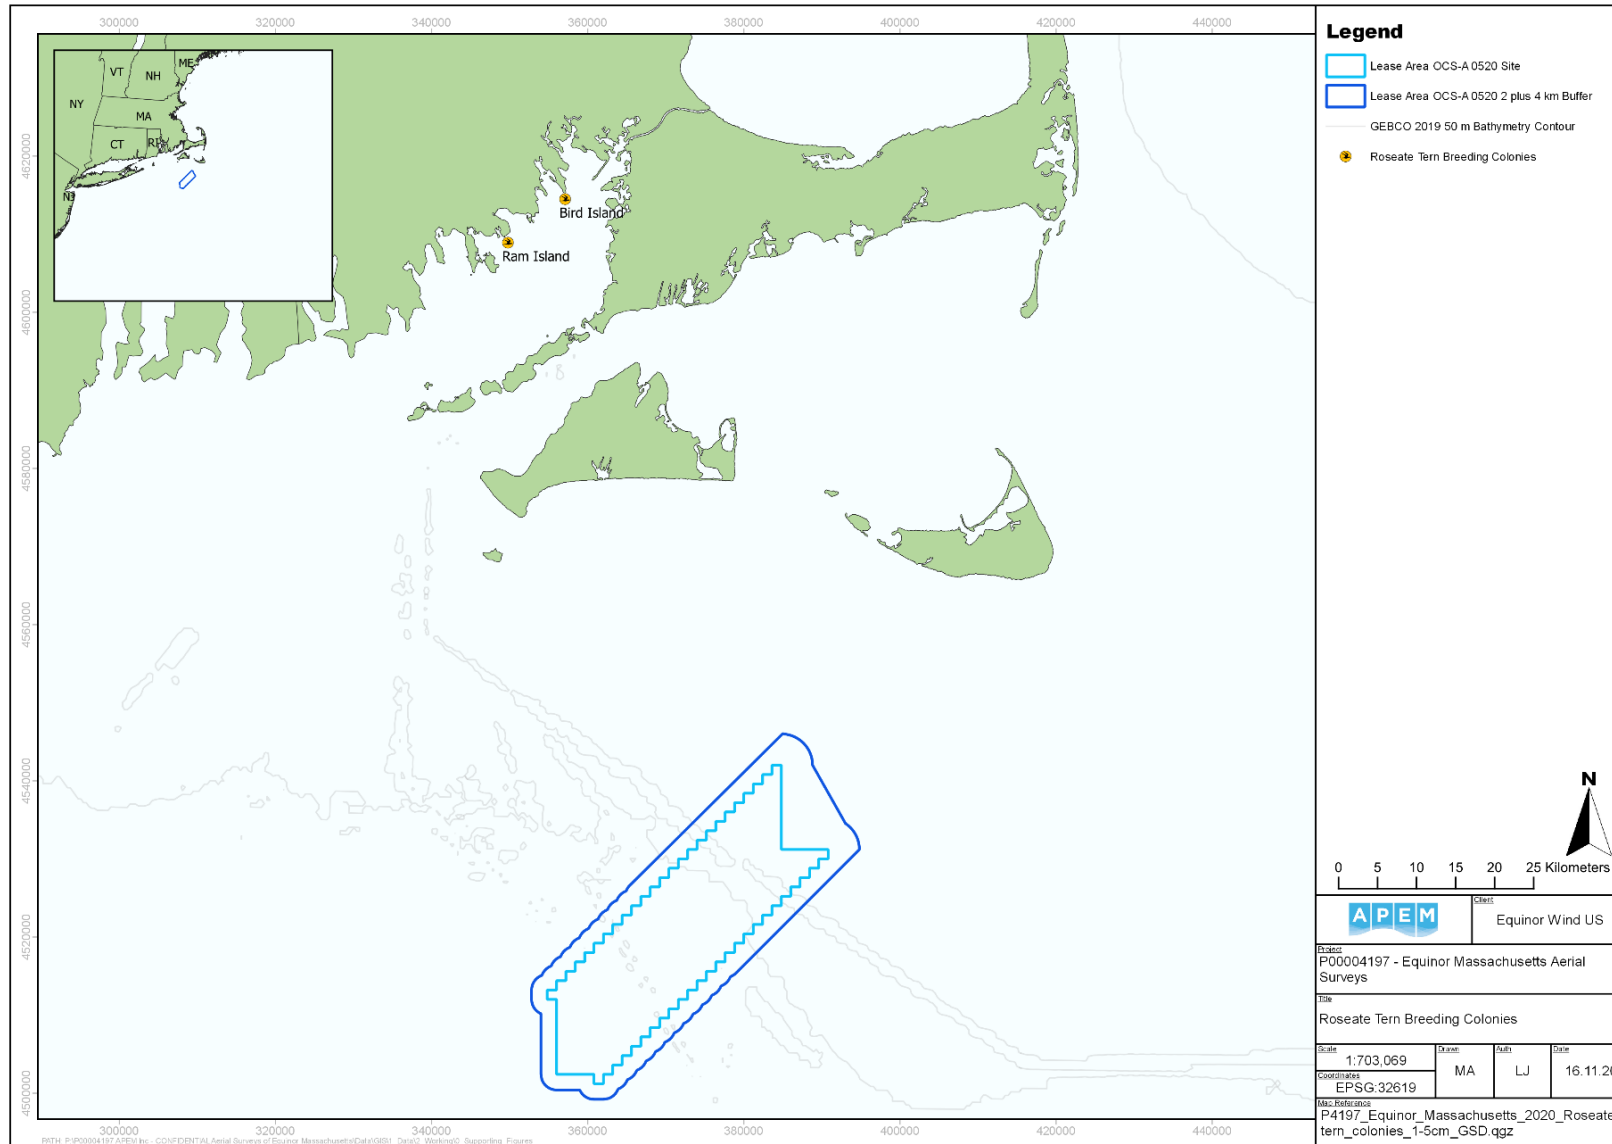 300000
320000
340000
360000
380000
400000
420000
440000
4620000
4600000
4580000
4560000
4540000
4520000
4500000
VT
NH
ME
NY
MA
CT
RI
NJ
Bird Island
Ram Island
300000
320000
340000
360000
380000
400000
420000
440000
Legend
Lease Area OCS-A 0520 Site
Lease Area OCS-A 0520 2 plus 4 km Buffer
GEBCO 2019 50 m Bathymetry Contour
Roseate Tern Breeding Colonies
N
0 5 10 15 20 25 Kilometers
APEM
Client
Equinor Wind US
Project
P00004197 - Equinor Massachusetts Aerial
Surveys
Title
Roseate Tern Breeding Colonies
Scale
1:703,069
Drawn
MA
Auth
LJ
Date
16.11.20
Coordinates
EPSG:32619
Map Reference
P4197_Equinor_Massachusetts_2020_Roseate
tern_colonies_1-5cm_GSD.qgz